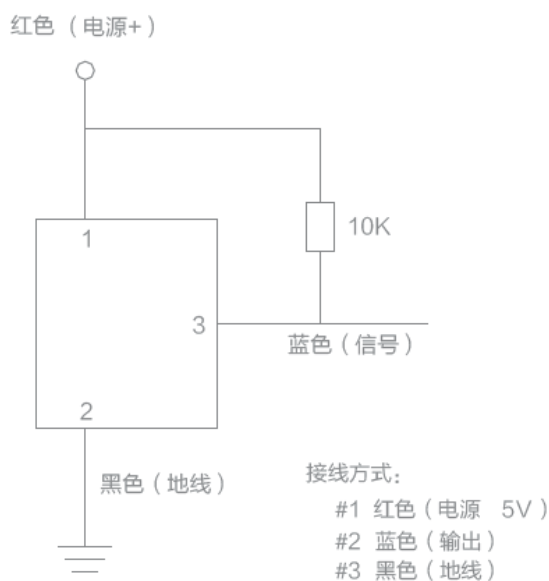 红色（电源+）
1
10K
3
蓝色（信号）
2
黑色（地线）
接线方式：
#1 红色（电源 5V）
#2 蓝色（输出）
#3 黑色（地线）